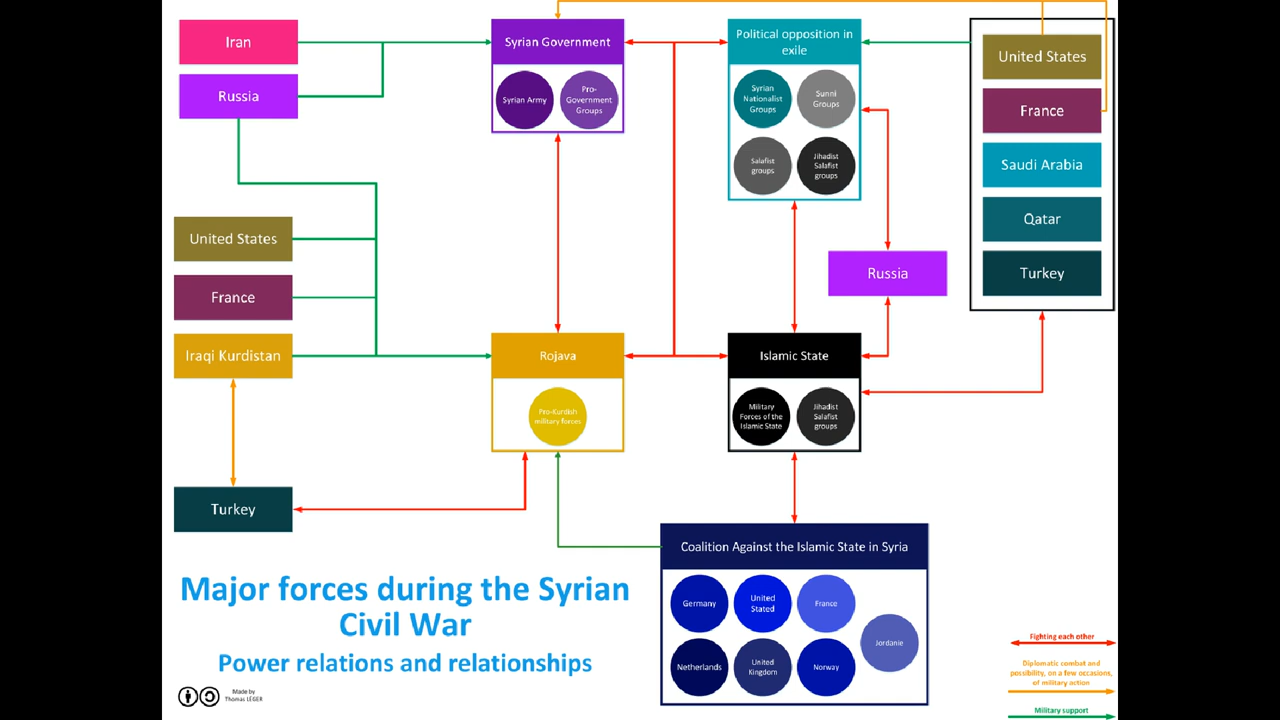 Iran
Russia
Syrian Government
Syrian Army
Pro-
Government
Groups
Political opposition in
exile
Syrian
Nationalist
Groups
Sunni
Groups
Salafist
groups
Jihadist
Salafist
groups
United States
France
Saudi Arabia
Qatar
Turkey
United States
France
Iraqi Kurdistan
Turkey
Russia
Rojava
Pro-Kurdish
military forces
Islamic State
Military
Forces of the
Islamic State
Jihadist
Salafist
groups
Coalition Against the Islamic State in Syria
Germany
United
Stated
France
Jordanie
Netherlands
United
Kingdom
Norway
Major forces during the Syrian
Civil War
Power relations and relationships
Made by
Thomas LÉGER
Fighting each other
Diplomatic combat and
possibility, on a few occasions,
of military action
Military support